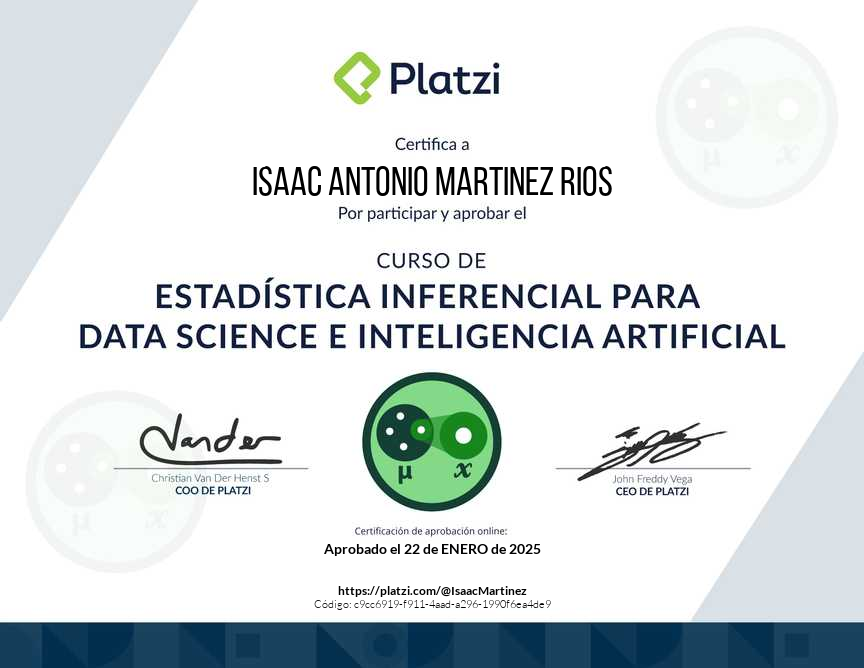 Platzi
Certifica a
ISAAC ANTONIO MARTINEZ RIOS
Por participar y aprobar el
CURSO DE
ESTADÍSTICA INFERENCIAL PARA
DATA SCIENCE E INTELIGENCIA ARTIFICIAL
µ x
Vander
Christian Van Der Henst S
COO DE PLATZI
John Freddy Vega
CEO DE PLATZI
Certificación de aprobación online:
Aprobado el 22 de ENERO de 2025
https://platzi.com/@IsaacMartinez
Código: c9cc6919-f911-4aad-a296-1990f6ea4de9